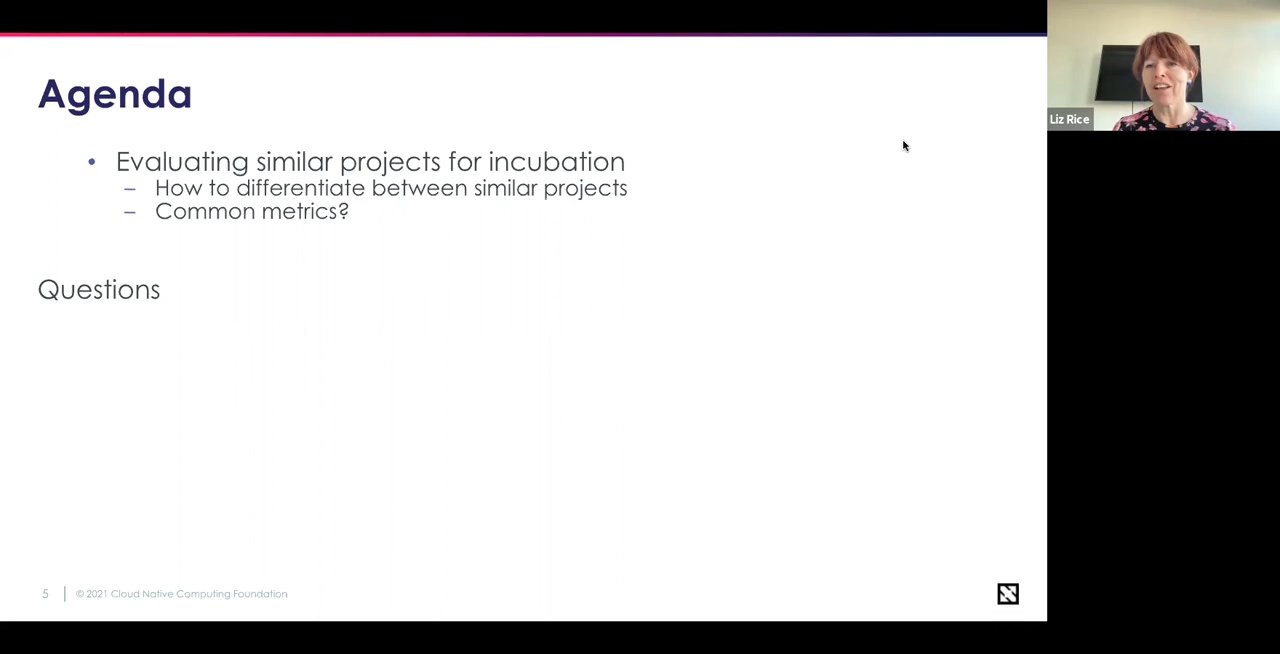 Agenda
• Evaluating similar projects for incubation
– How to differentiate between similar projects
– Common metrics?
Questions
5 | © 2021 Cloud Native Computing Foundation
Liz Rice